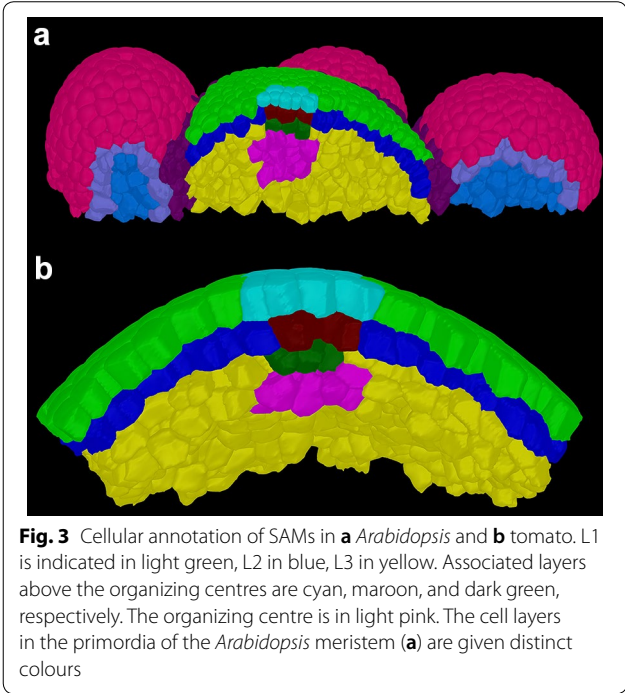 a
b
Fig. 3 Cellular annotation of SAMs in a Arabidopsis and b tomato. L1
is indicated in light green, L2 in blue, L3 in yellow. Associated layers
above the organizing centres are cyan, maroon, and dark green,
respectively. The organizing centre is in light pink. The cell layers
in the primordia of the Arabidopsis meristem (a) are given distinct
colours